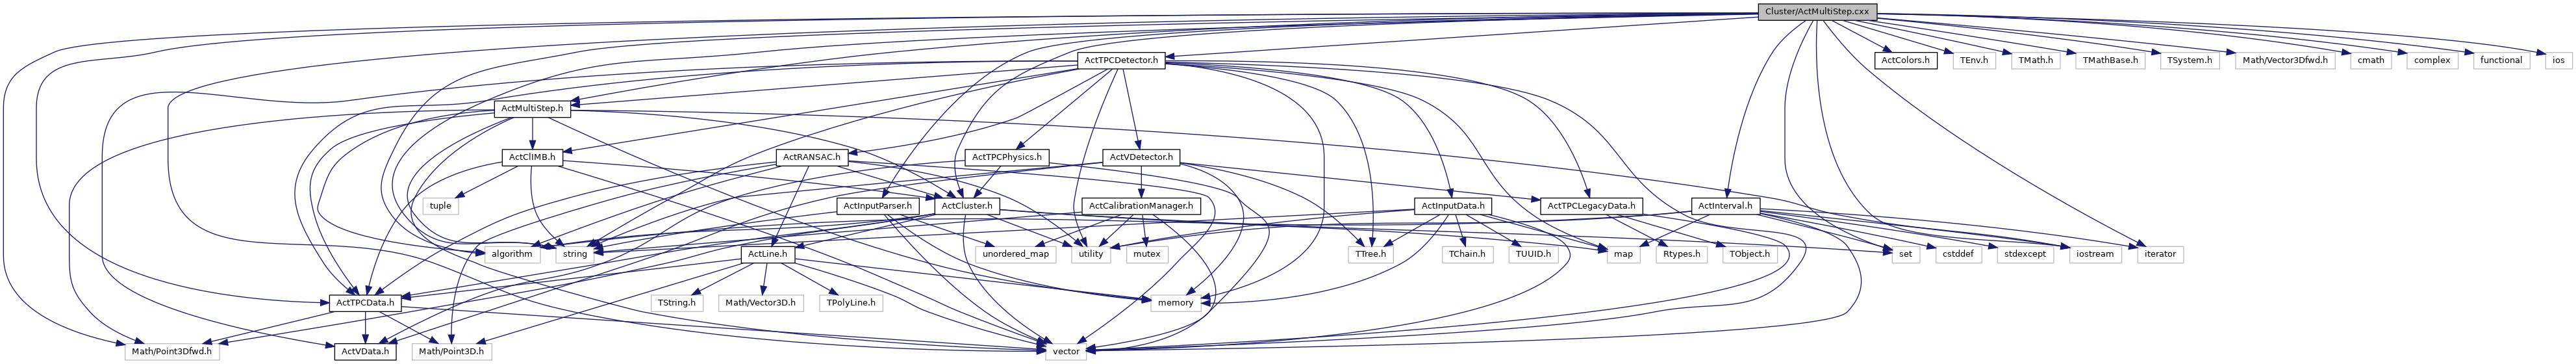 Cluster/ActMultiStep.cxx
ActTPCDetector.h
ActColors.h
TEnv.h
TMath.h
TMathBase.h
TSystem.h
Math/Vector3Dfwd.h
cmath
complex
functional
ios
ActMultiStep.h
ActClIMB.h
ActRANSAC.h
ActTPCPhysics.h
ActVDetector.h
tuple
ActInputParser.h
ActCluster.h
ActCalibrationManager.h
ActInputData.h
ActTPCLegacyData.h
ActInterval.h
algorithm
string
ActLine.h
unordered_map
utility
mutex
TTree.h
TChain.h
TUUID.h
map
Rtypes.h
TObject.h
set
cstddef
stdexcept
iostream
iterator
ActTPCData.h
TString.h
Math/Vector3D.h
TPolyLine.h
memory
Math/Point3Dfwd.h
ActVData.h
Math/Point3D.h
vector